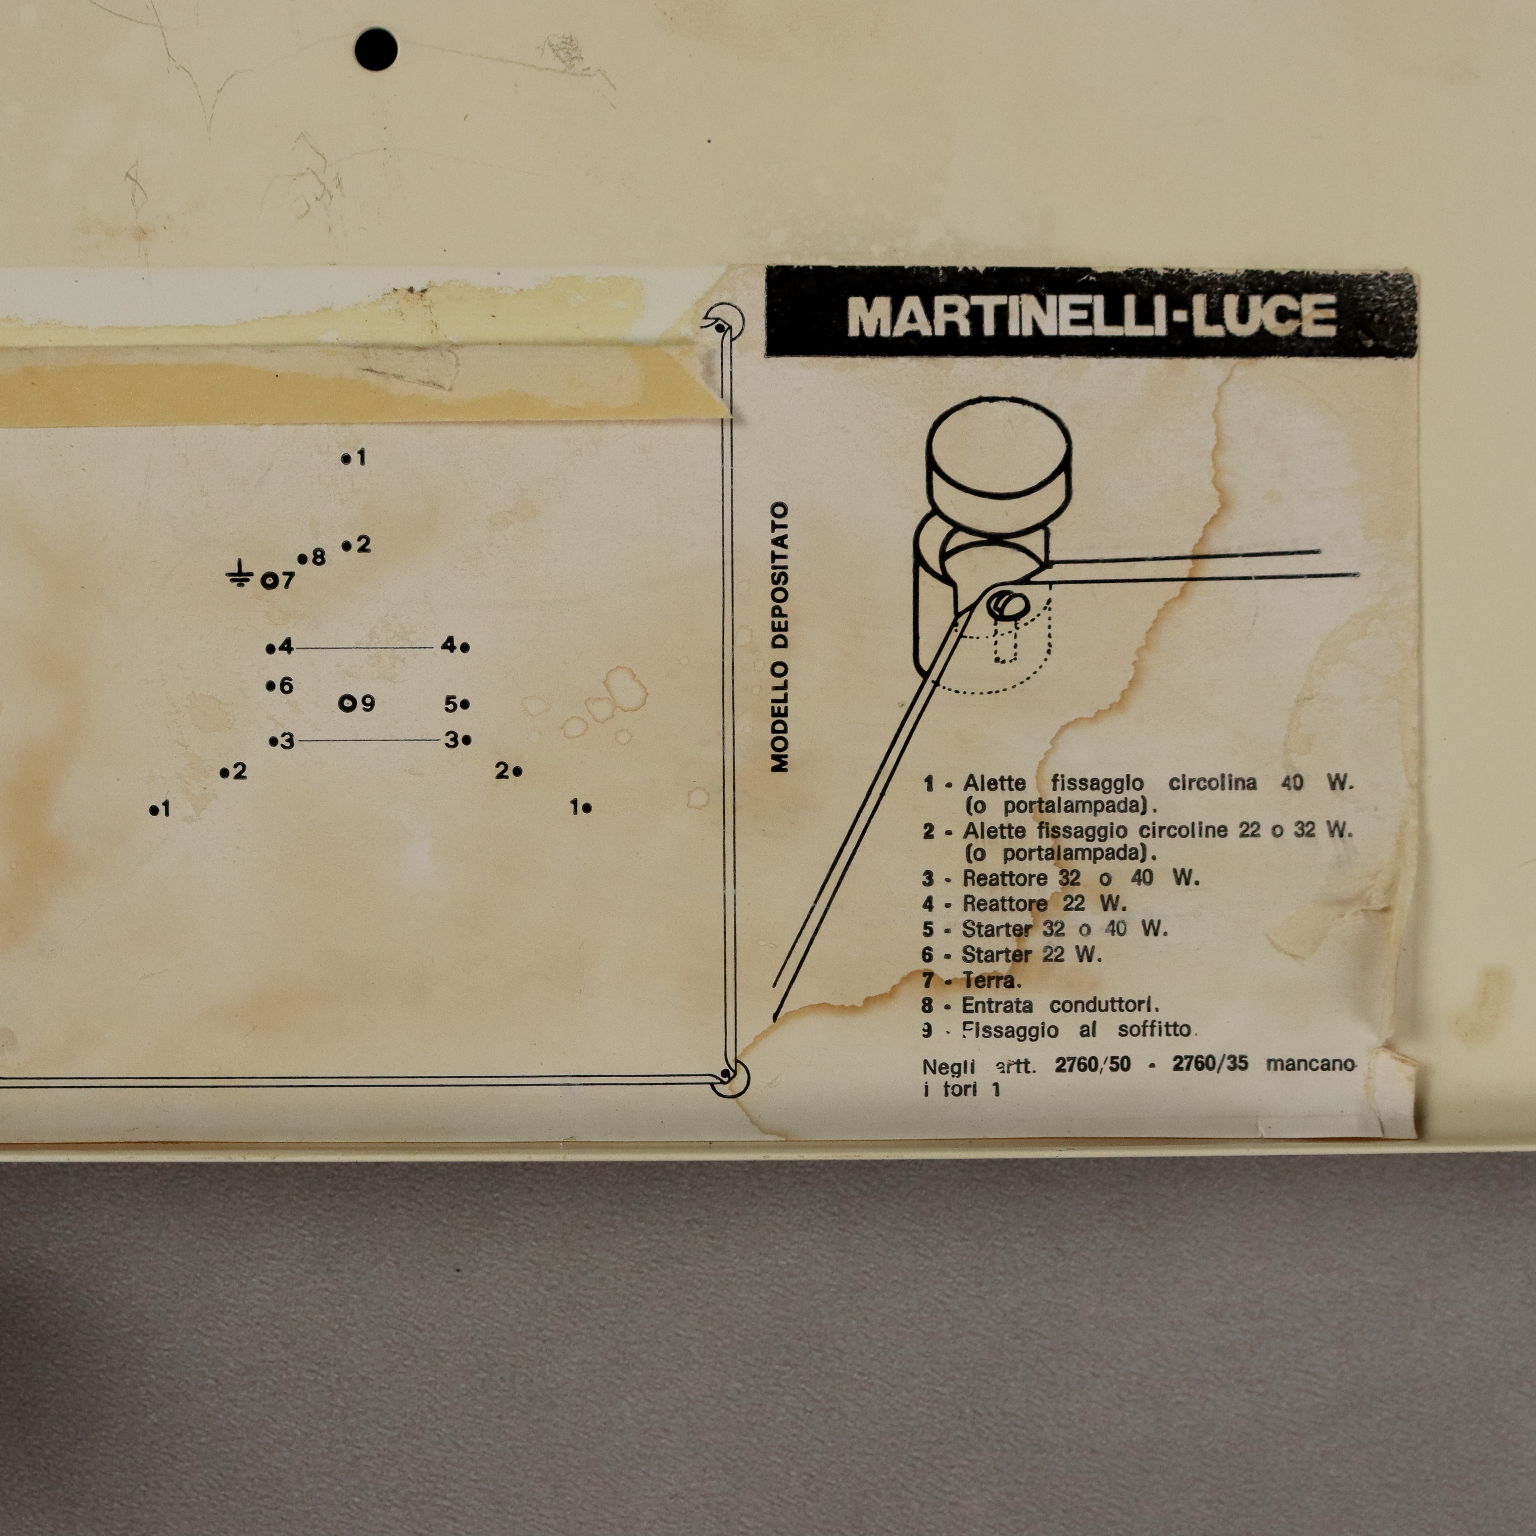 MARTINELLI-LUCE
MODELLO DEPOSITATO
1
2
8
7
4 4
6
9 5
3 3
2 2
1 1
1 - Alette fissaggio circolina 40 W.
(o portalampada).
2 - Alette fissaggio circoline 22 o 32 W.
(o portalampada).
3 - Reattore 32 o 40 W.
4 - Reattore 22 W.
5 - Starter 32 o 40 W.
6 - Starter 22 W.
7 - Terra.
8 - Entrata conduttori.
9 - Fissaggio al soffitto.
Negli artt. 2760/50 - 2760/35 mancano
i fori 1